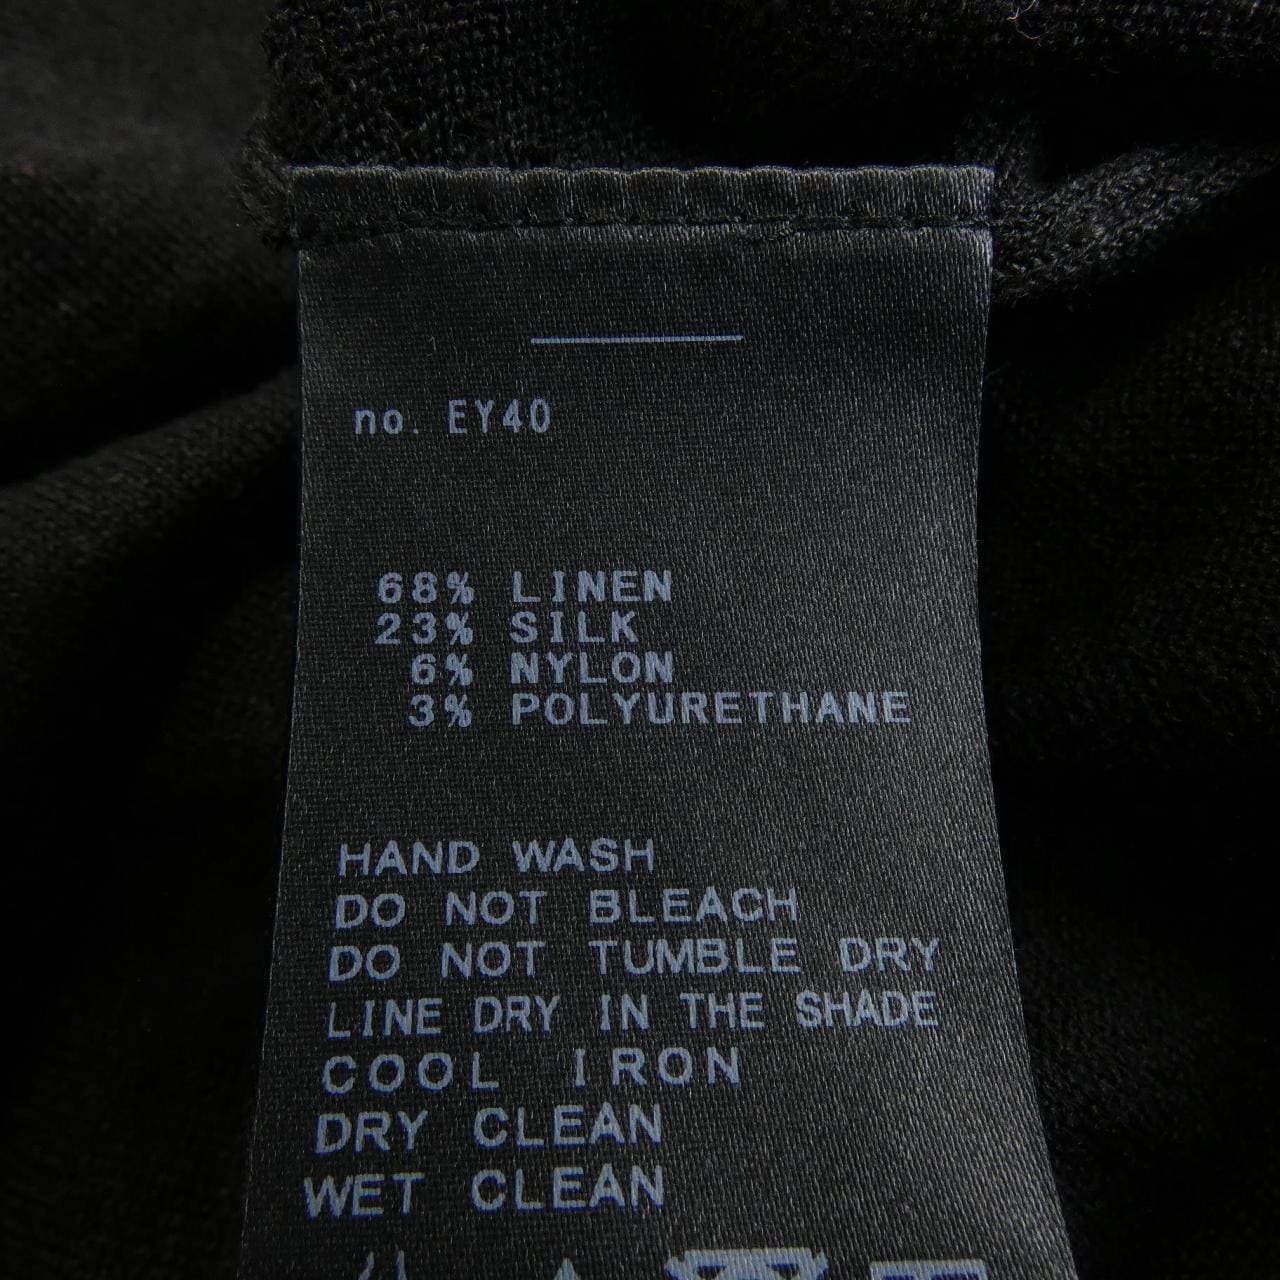 no. EY40
68% LINEN
23% SILK
6% NYLON
3% POLYURETHANE
HAND WASH
DO NOT BLEACH
DO NOT TUMBLE DRY
LINE DRY IN THE SHADE
COOL IRON
DRY CLEAN
WET CLEAN